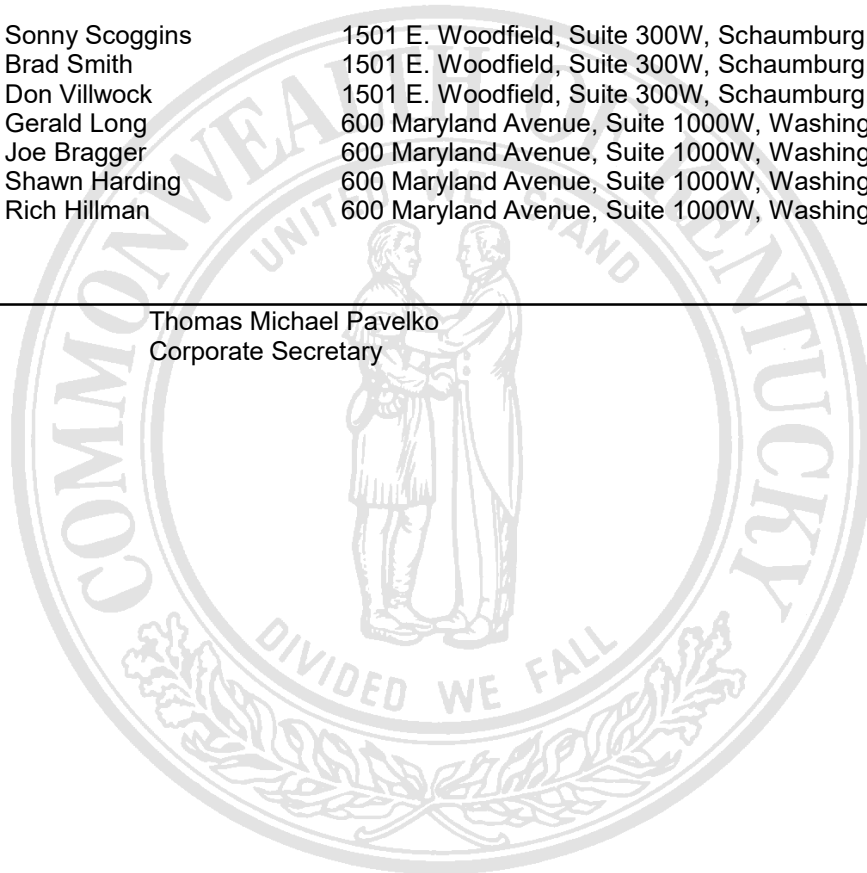 Sonny Scoggins 1501 E. Woodfield, Suite 300W, Schaumburg
Brad Smith 1501 E. Woodfield, Suite 300W, Schaumburg
Don Villwock 1501 E. Woodfield, Suite 300W, Schaumburg
Gerald Long 600 Maryland Avenue, Suite 1000W, Washing
Joe Bragger 600 Maryland Avenue, Suite 1000W, Washing
Shawn Harding 600 Maryland Avenue, Suite 1000W, Washing
Rich Hillman 600 Maryland Avenue, Suite 1000W, Washing
Thomas Michael Pavelko
Corporate Secretary
COMMONWEALTH OF KENTUCKY
UNITED WE STAND
DIVIDED WE FALL